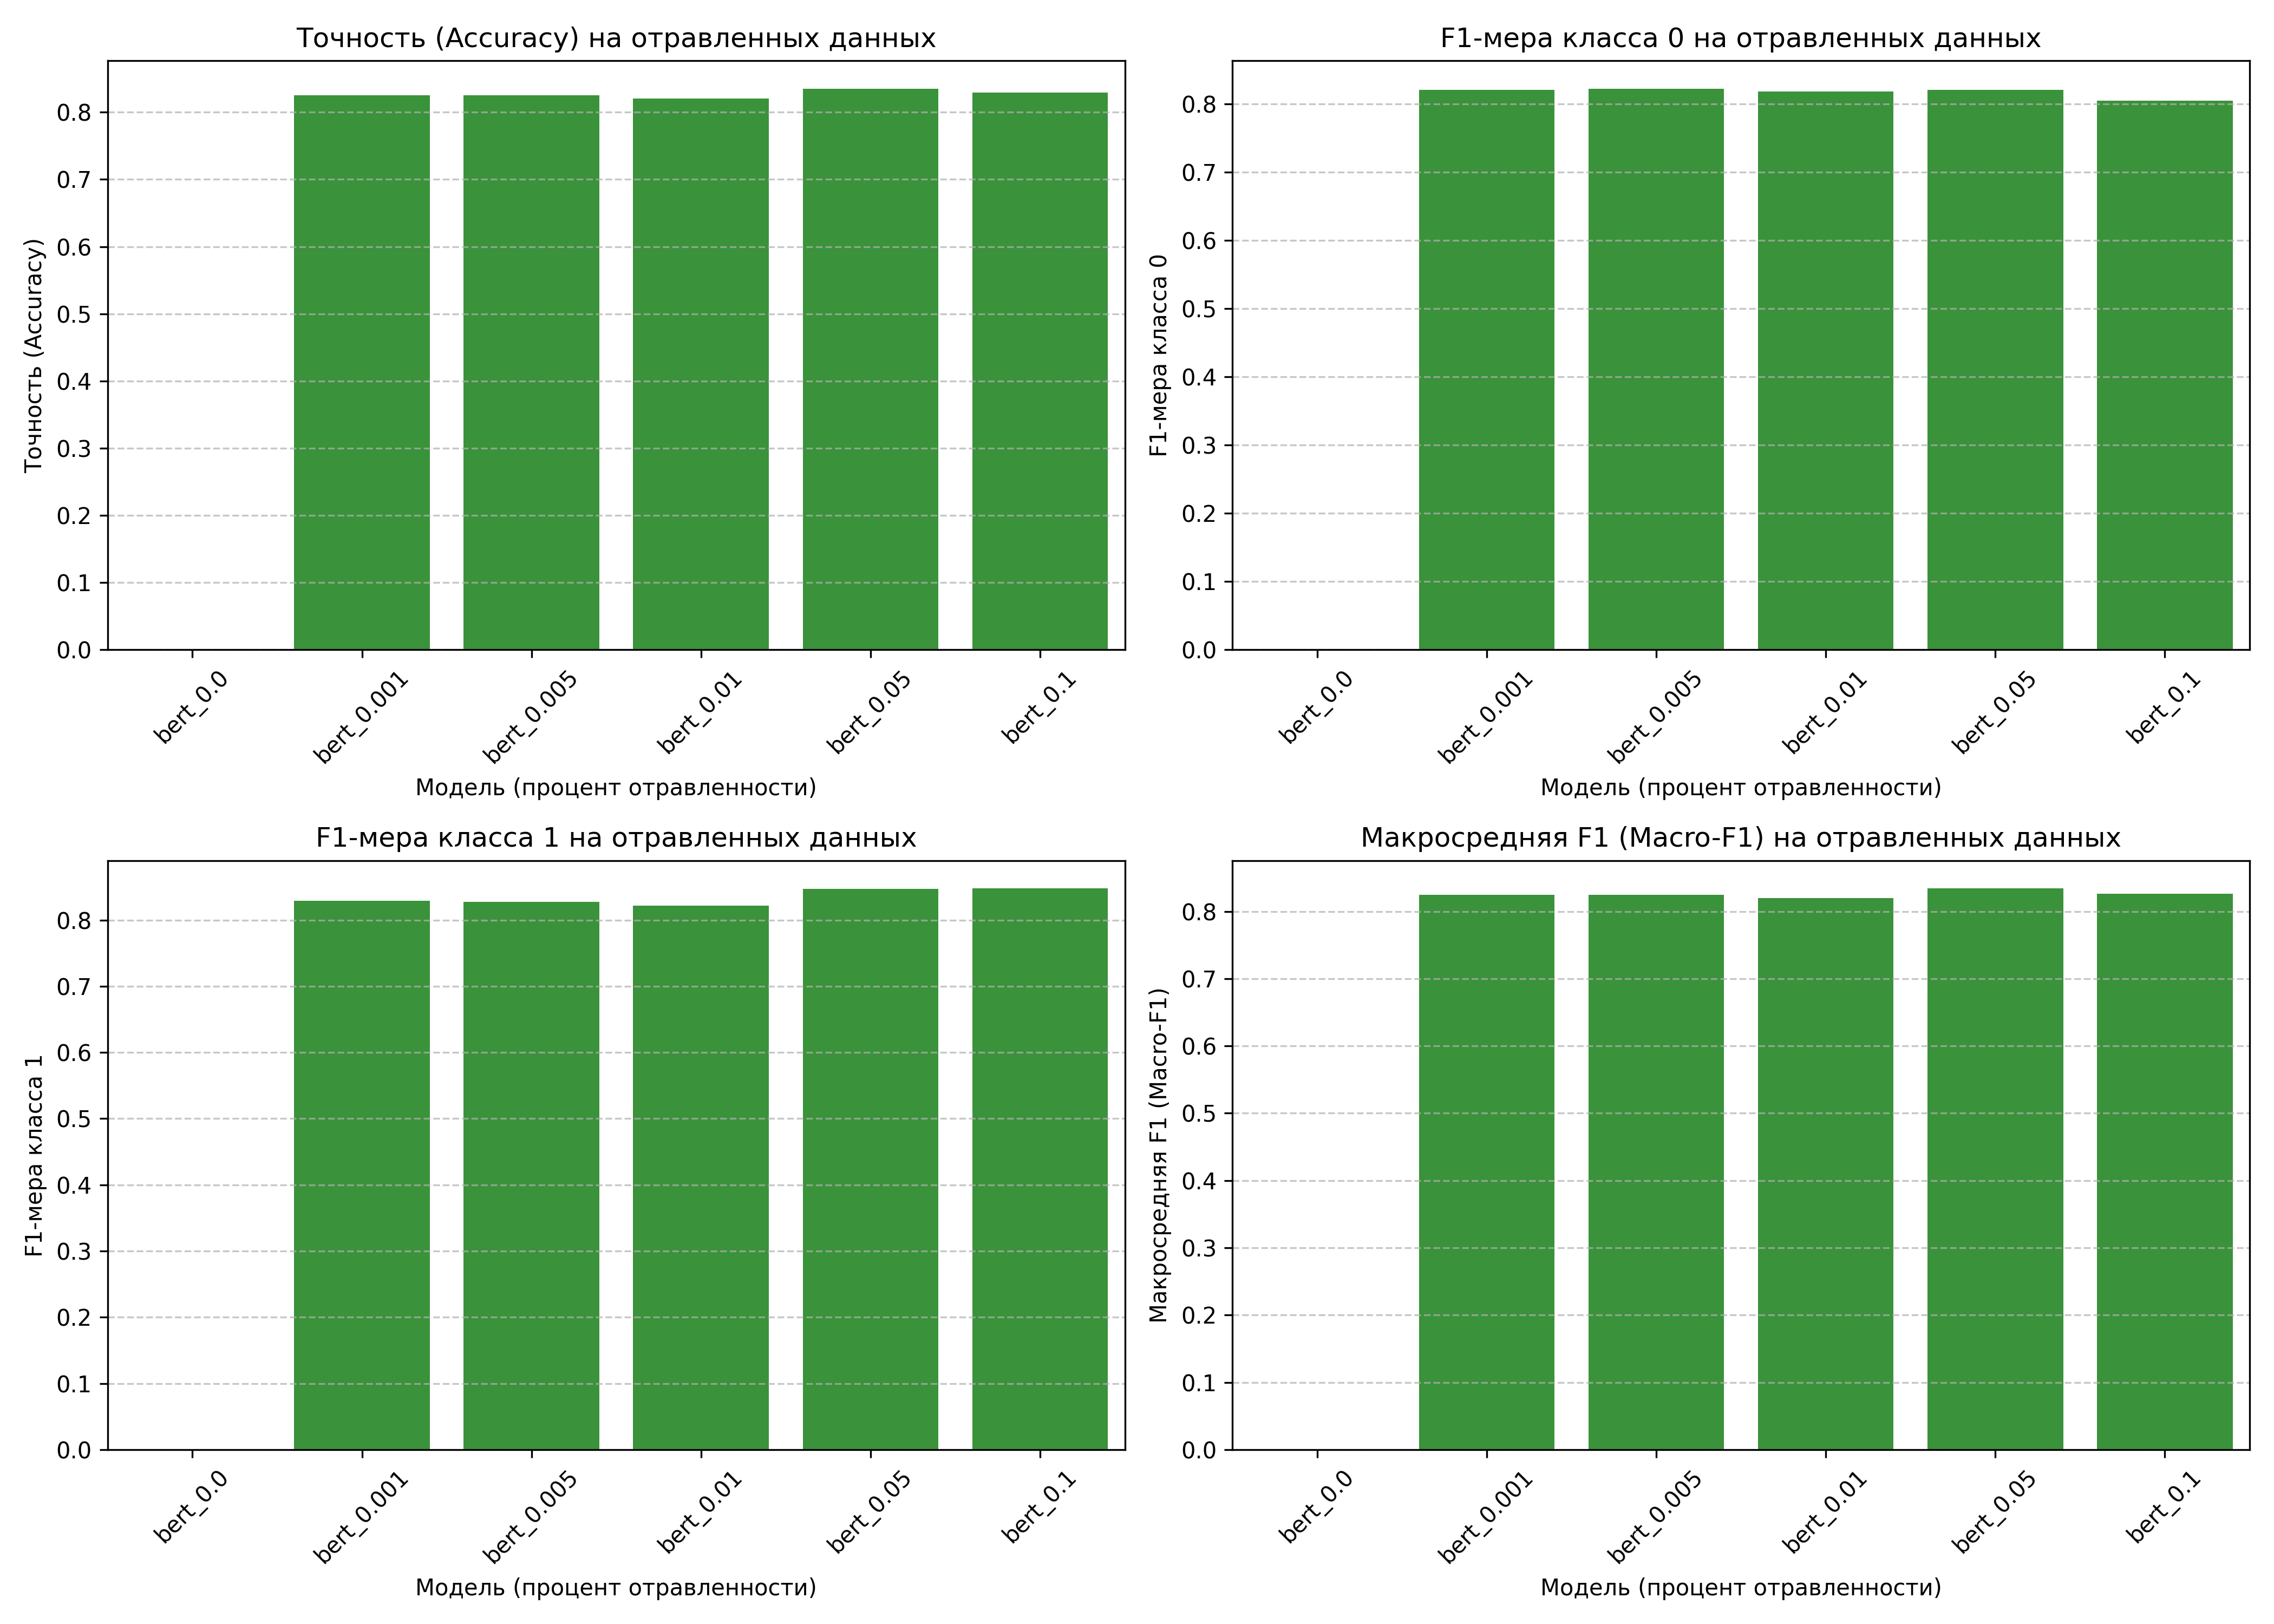 Точность (Accuracy) на отравленных данных
Точность (Accuracy)
0.8
0.7
0.6
0.5
0.4
0.3
0.2
0.1
0.0
bert_0.0
bert_0.001
bert_0.005
bert_0.01
bert_0.05
bert_0.1
Модель (процент отравленности)
F1-мера класса 0 на отравленных данных
F1-мера класса 0
0.8
0.7
0.6
0.5
0.4
0.3
0.2
0.1
0.0
bert_0.0
bert_0.001
bert_0.005
bert_0.01
bert_0.05
bert_0.1
Модель (процент отравленности)
F1-мера класса 1 на отравленных данных
F1-мера класса 1
0.8
0.7
0.6
0.5
0.4
0.3
0.2
0.1
0.0
bert_0.0
bert_0.001
bert_0.005
bert_0.01
bert_0.05
bert_0.1
Модель (процент отравленности)
Макросредняя F1 (Macro-F1) на отравленных данных
Макросредняя F1 (Macro-F1)
0.8
0.7
0.6
0.5
0.4
0.3
0.2
0.1
0.0
bert_0.0
bert_0.001
bert_0.005
bert_0.01
bert_0.05
bert_0.1
Модель (процент отравленности)